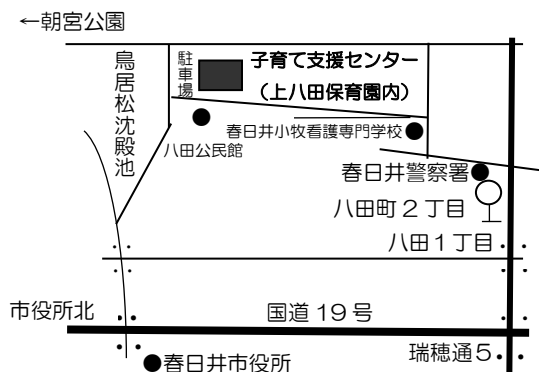 ←朝宮公園
子育て支援センター
（上八田保育園内）
駐車場
鳥居松沈殿池
春日井小牧看護専門学校
八田公民館
春日井警察署
八田町２丁目
八田１丁目
市役所北
国道19号
瑞穂通５
春日井市役所